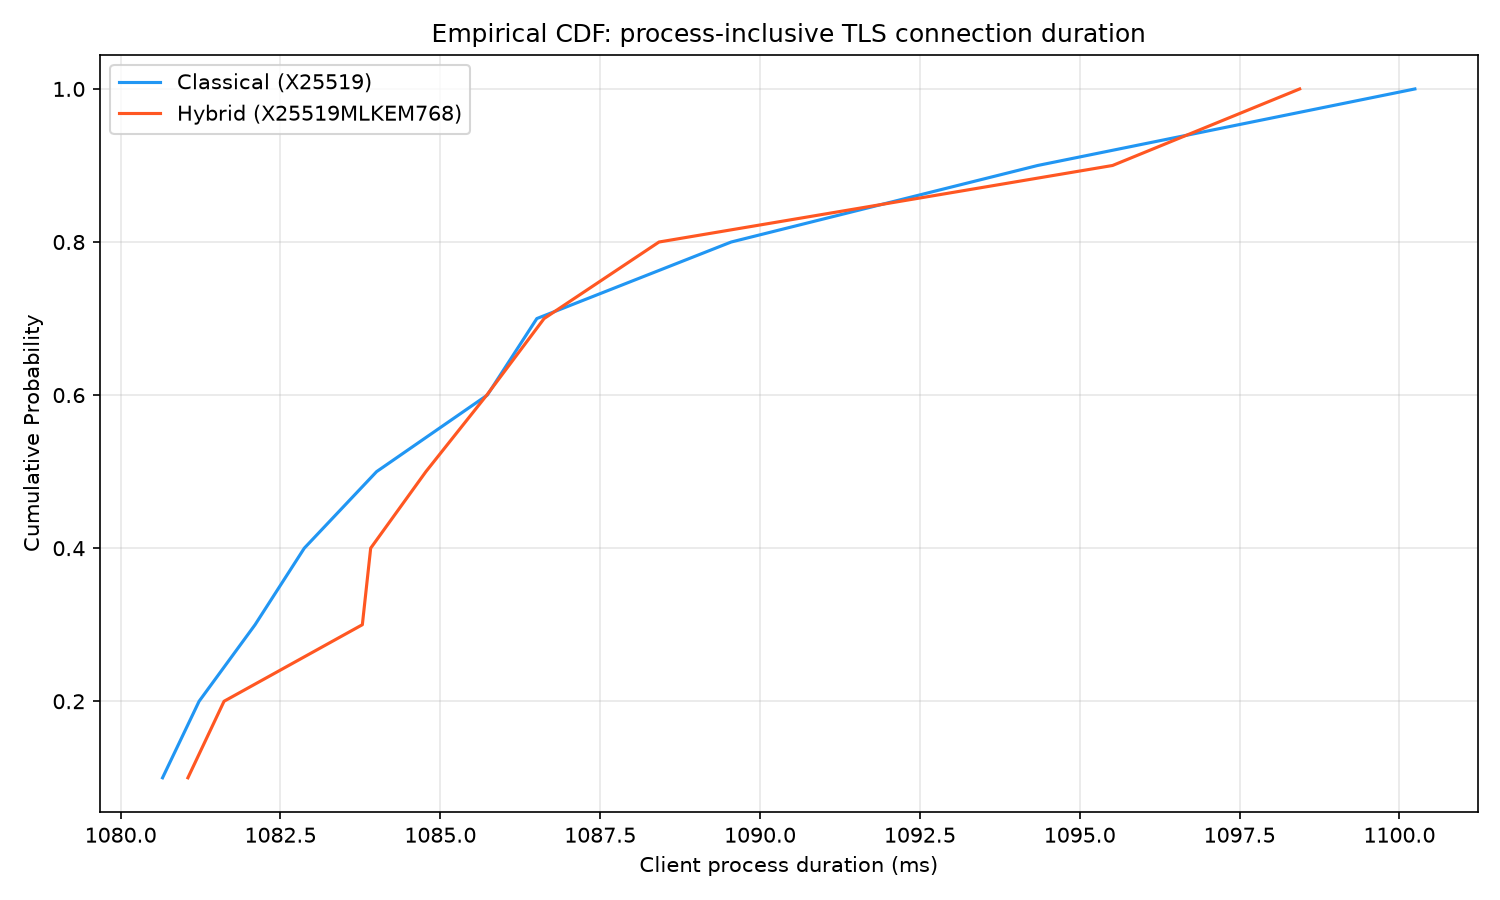 Empirical CDF: process-inclusive TLS connection duration
Classical (X25519)
Hybrid (X25519MLKEM768)
Cumulative Probability
1.0
0.8
0.6
0.4
0.2
1080.0 1082.5 1085.0 1087.5 1090.0 1092.5 1095.0 1097.5 1100.0
Client process duration (ms)